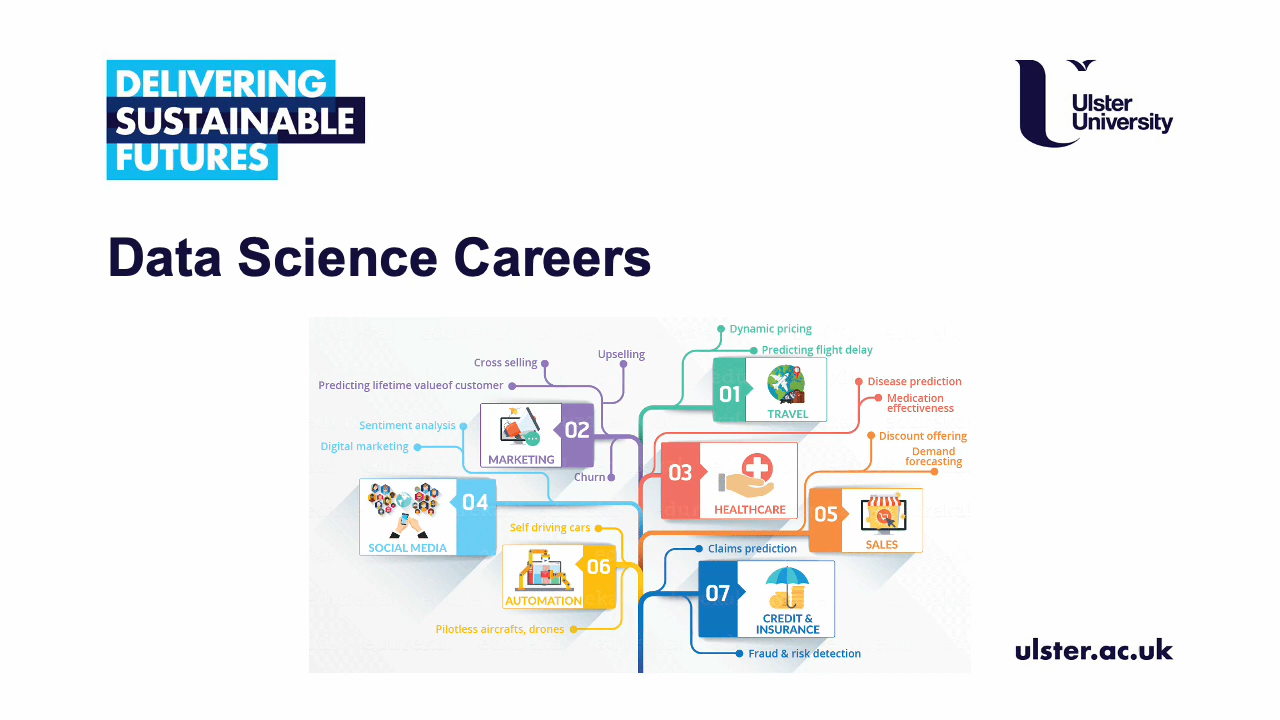 DELIVERING
SUSTAINABLE
FUTURES
Ulster
University
Data Science Careers
Dynamic pricing
Predicting flight delay
01
TRAVEL
Upselling
Cross selling
Predicting lifetime valueof customer
02
MARKETING
Churn
Disease prediction
Medication
effectiveness
03
HEALTHCARE
Sentiment analysis
Digital marketing
04
SOCIAL MEDIA
Discount offering
Demand
forecasting
05
SALES
Self driving cars
06
AUTOMATION
Pilotless aircrafts, drones
Claims prediction
07
CREDIT &
INSURANCE
Fraud & risk detection
ulster.ac.uk